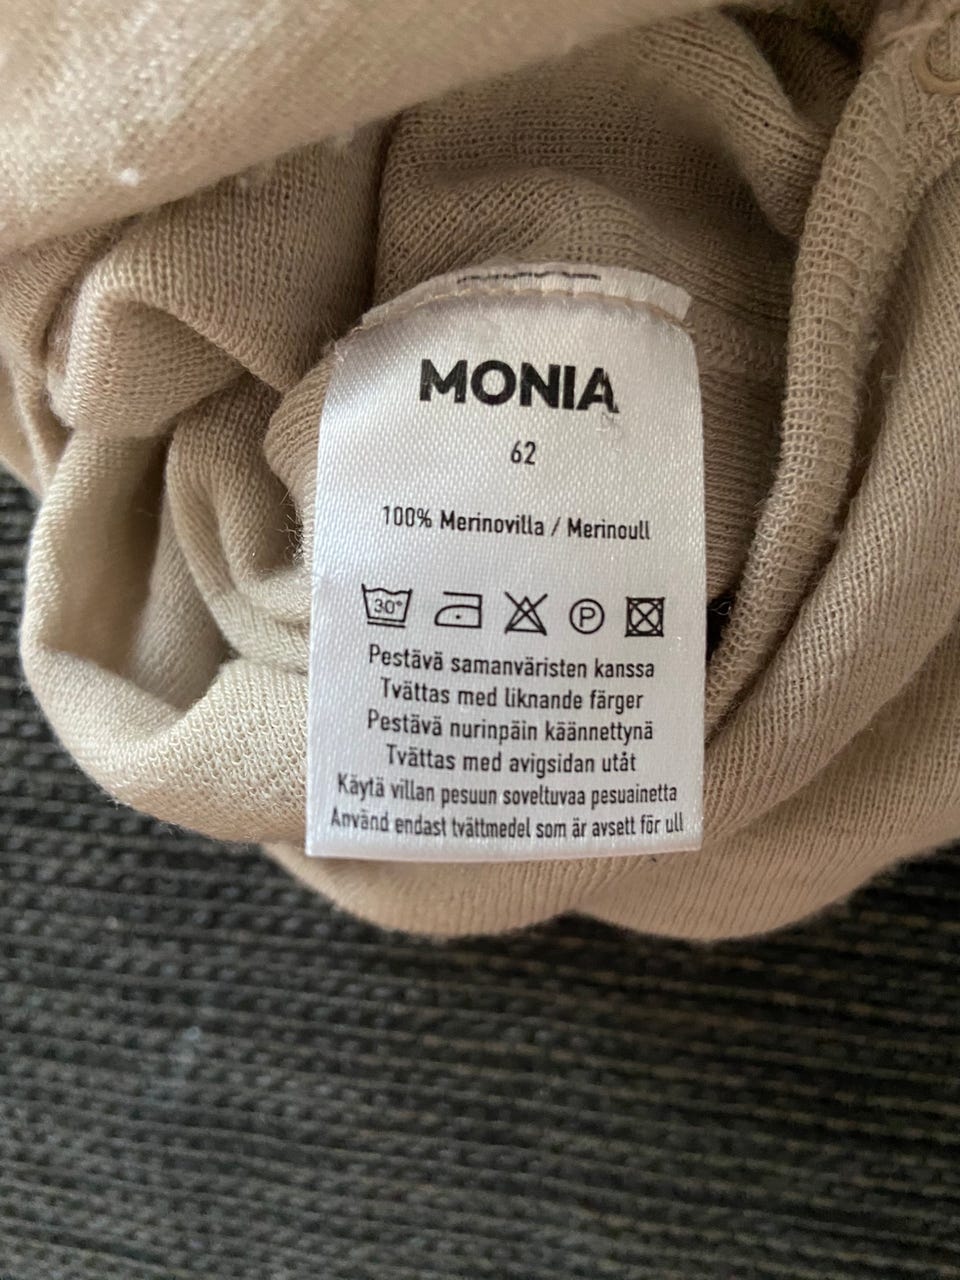 MONIA
62
100% Merinovilla / Merinoull
30°
P
Pestävä samanväristen kanssa
Tvättas med liknande färger
Pestävä nurinpäin käännettynä
Tvättas med avigsidan utåt
Käytä villan pesuun soveltuvaa pesuainetta
Använd endast tvättmedel som är avsett för ull